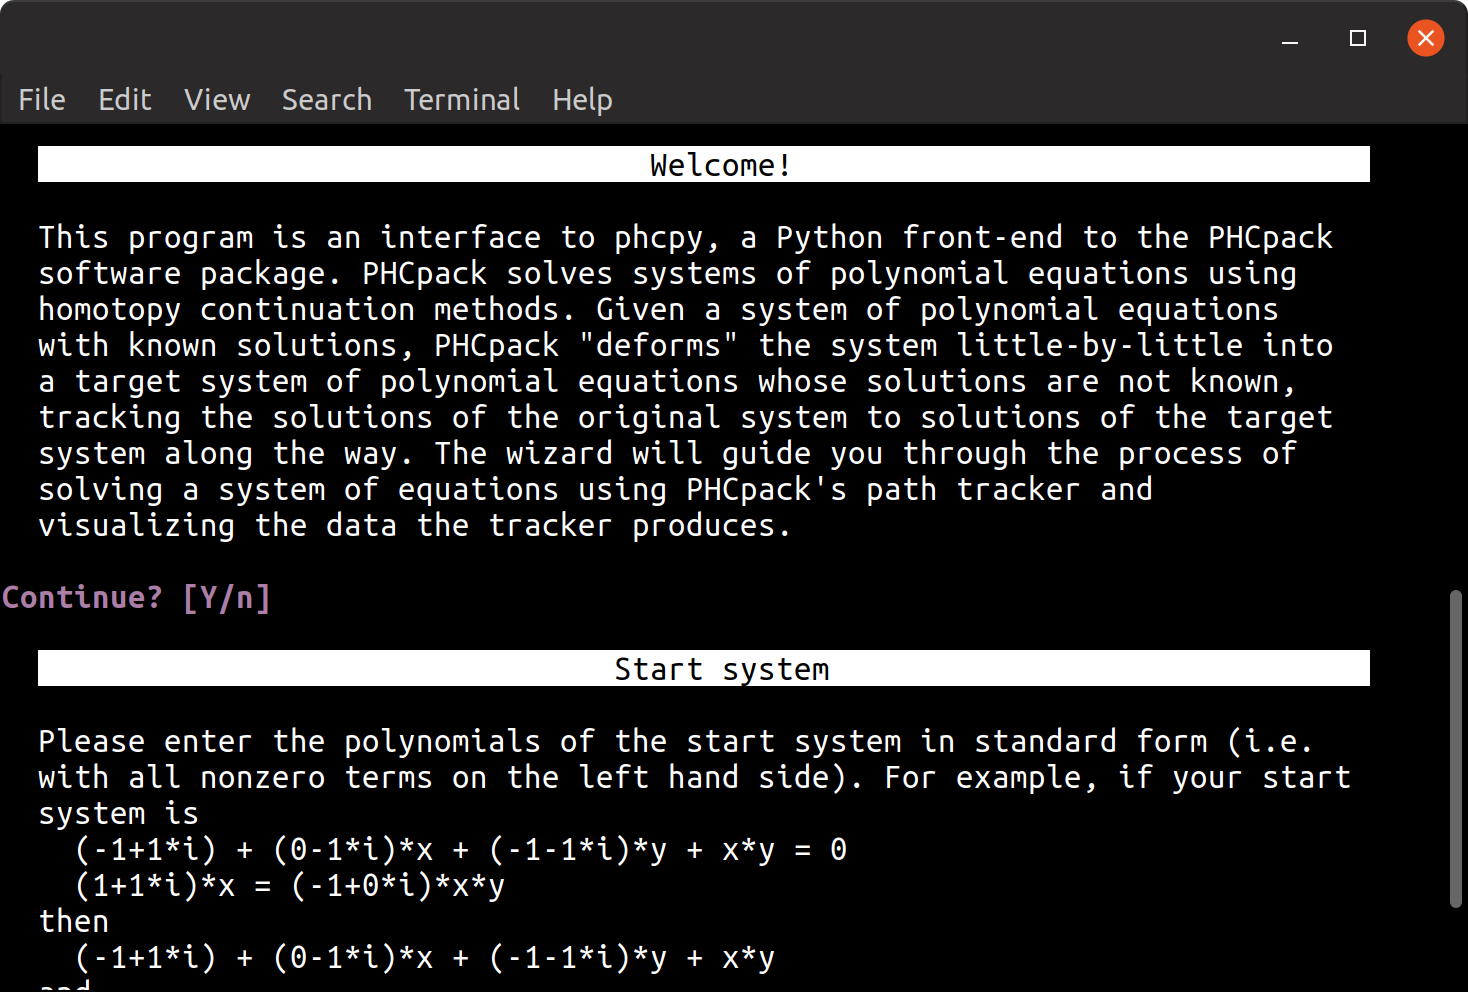 File Edit View Search Terminal Help
Welcome!
This program is an interface to phcpy, a Python front-end to the PHCpack
software package. PHCpack solves systems of polynomial equations using
homotopy continuation methods. Given a system of polynomial equations
with known solutions, PHCpack "deforms" the system little-by-little into
a target system of polynomial equations whose solutions are not known,
tracking the solutions of the original system to solutions of the target
system along the way. The wizard will guide you through the process of
solving a system of equations using PHCpack's path tracker and
visualizing the data the tracker produces.
Continue? [Y/n]
Start system
Please enter the polynomials of the start system in standard form (i.e.
with all nonzero terms on the left hand side). For example, if your start
system is
(-1+1*i) + (0-1*i)*x + (-1-1*i)*y + x*y = 0
(1+1*i)*x = (-1+0*i)*x*y
then
(-1+1*i) + (0-1*i)*x + (-1-1*i)*y + x*y
and